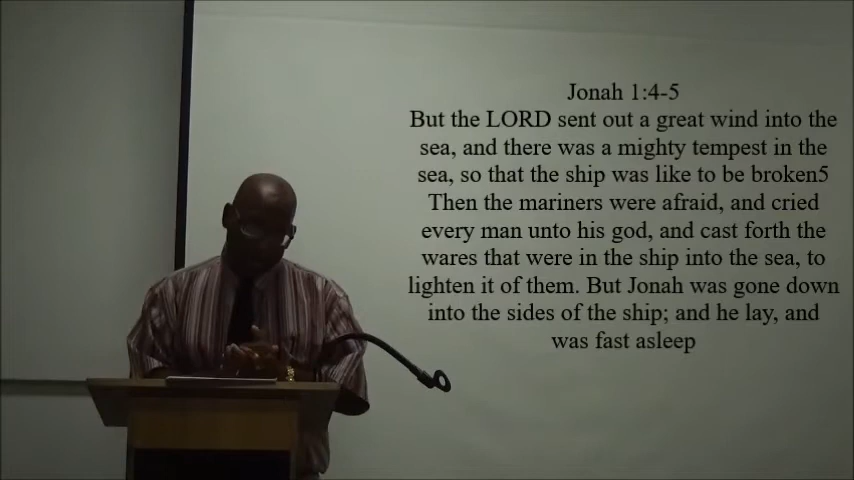 Jonah 1:4-5
But the LORD sent out a great wind into the
sea, and there was a mighty tempest in the
sea, so that the ship was like to be broken5
Then the mariners were afraid, and cried
every man unto his god, and cast forth the
wares that were in the ship into the sea, to
lighten it of them. But Jonah was gone down
into the sides of the ship; and he lay, and
was fast asleep